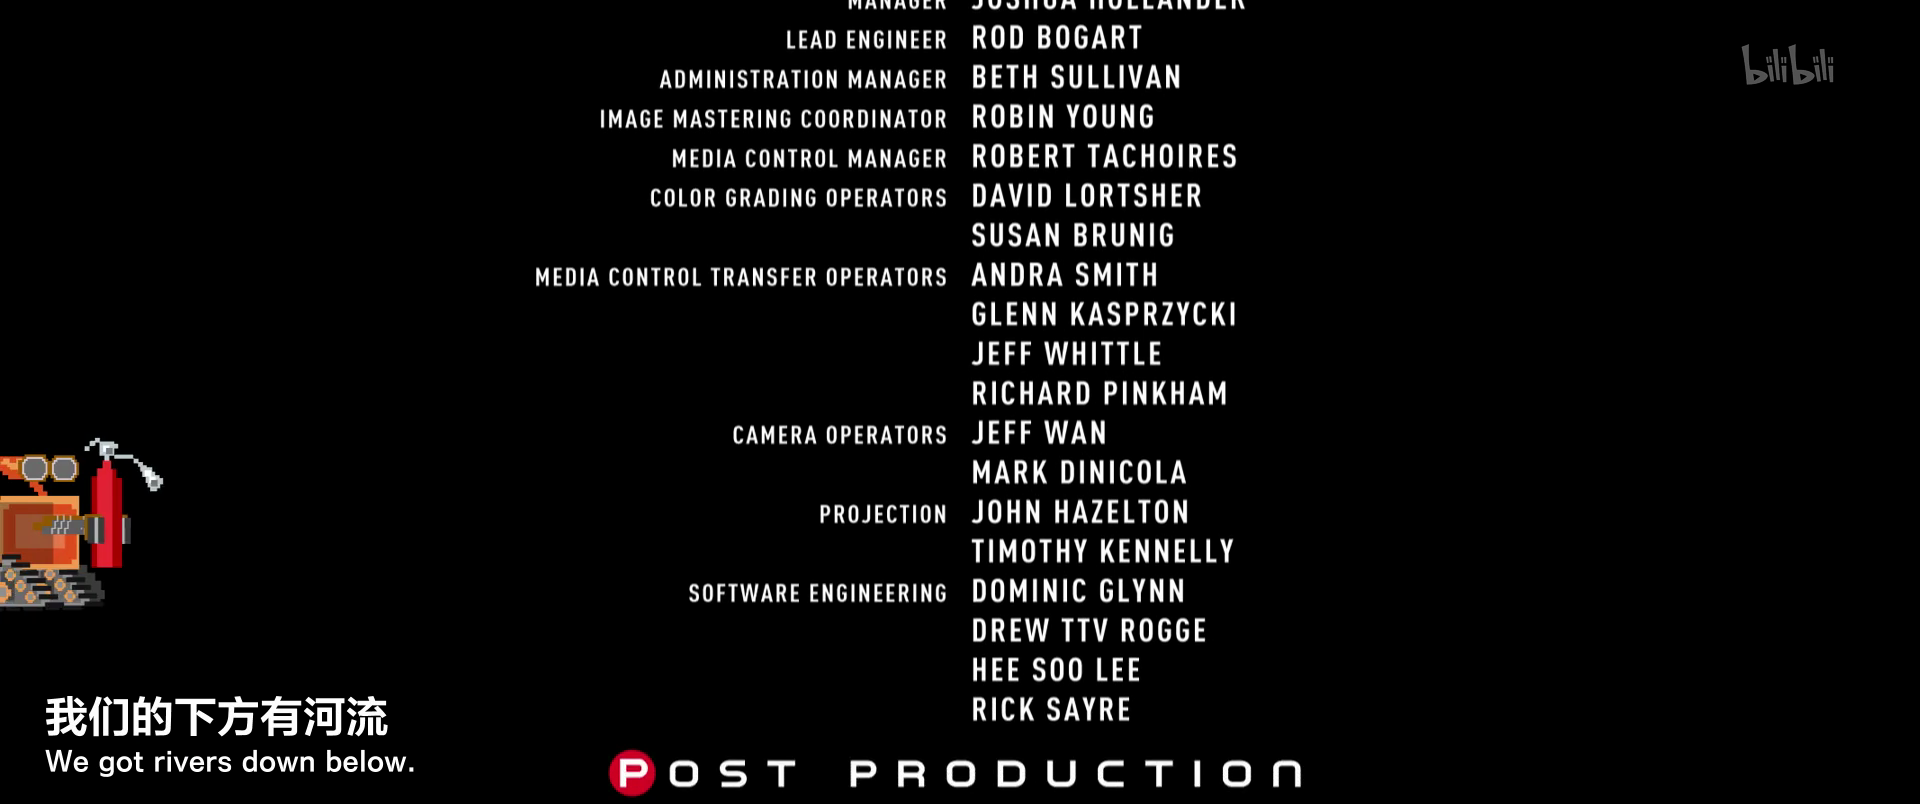 MANAGER JOSHUA HOLLANDER
LEAD ENGINEER ROD BOGART
ADMINISTRATION MANAGER BETH SULLIVAN
IMAGE MASTERING COORDINATOR ROBIN YOUNG
MEDIA CONTROL MANAGER ROBERT TACHOIRES
COLOR GRADING OPERATORS DAVID LORTSHER
SUSAN BRUNIG
MEDIA CONTROL TRANSFER OPERATORS ANDRA SMITH
GLENN KASPRZYCKI
JEFF WHITTLE
RICHARD PINKHAM
CAMERA OPERATORS JEFF WAN
MARK DINICOLA
PROJECTION JOHN HAZELTON
TIMOTHY KENNELLY
SOFTWARE ENGINEERING DOMINIC GLYNN
DREW TTV ROGGE
HEE SOO LEE
RICK SAYRE
POST PRODUCTION
我们的下方有河流
We got rivers down below.
bilibili